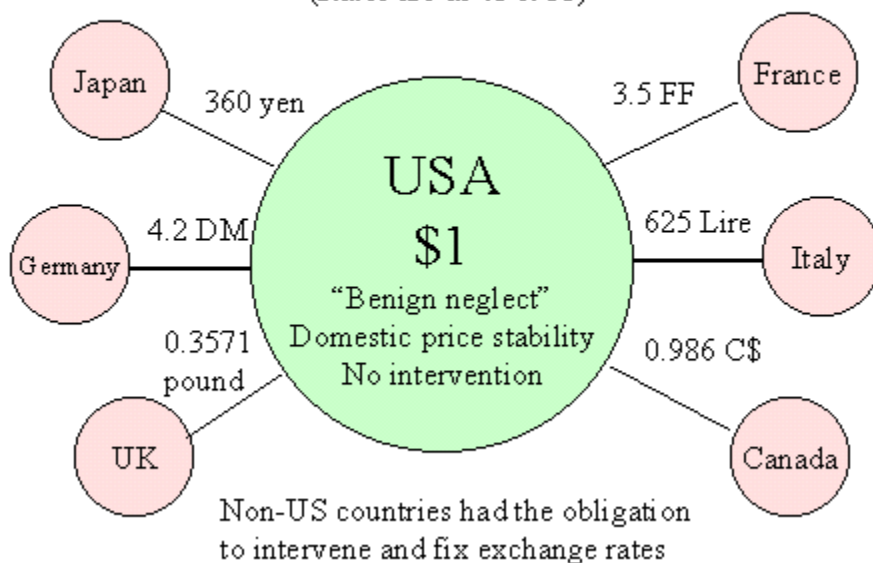 Japan
360 yen
3.5 FF
France
USA
$1
4.2 DM
625 Lire
Germany
Italy
“Benign neglect”
Domestic price stability
No intervention
0.3571
pound
0.986 C$
UK
Canada
Non-US countries had the obligation
to intervene and fix exchange rates